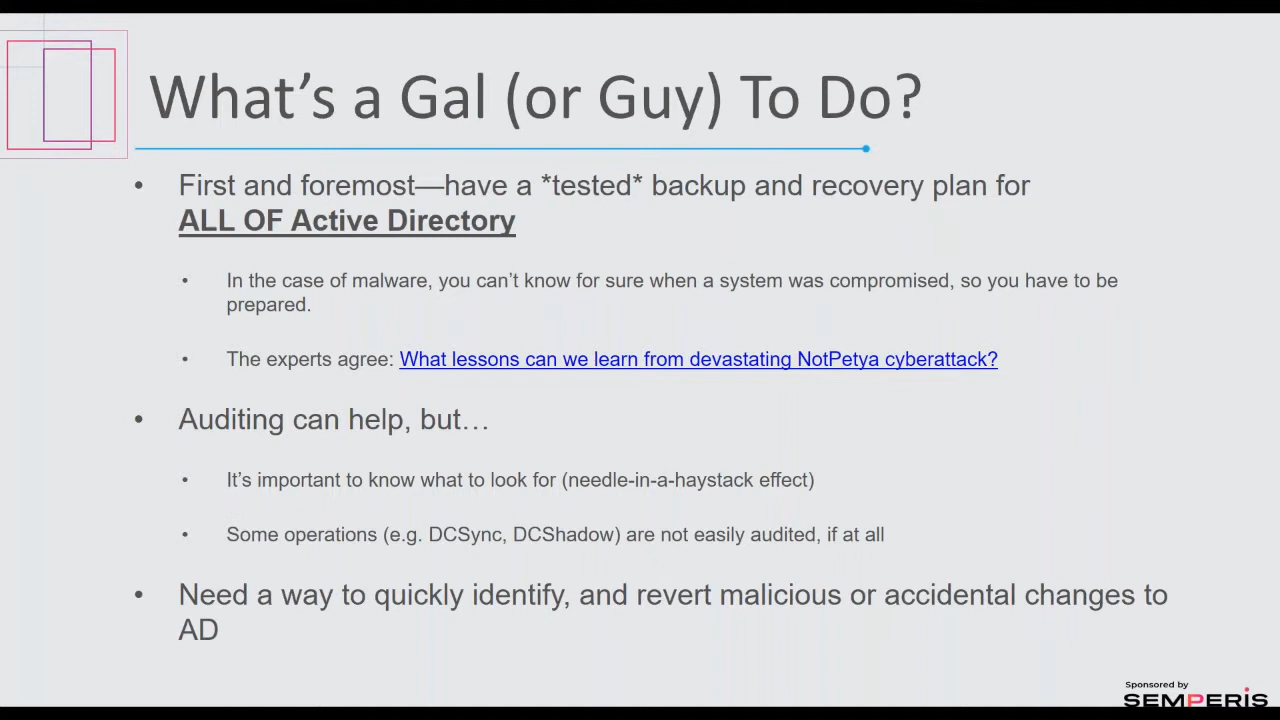 What’s a Gal (or Guy) To Do?
• First and foremost—have a *tested* backup and recovery plan for
ALL OF Active Directory
• In the case of malware, you can’t know for sure when a system was compromised, so you have to be
prepared.
• The experts agree: What lessons can we learn from devastating NotPetya cyberattack?
• Auditing can help, but…
• It’s important to know what to look for (needle-in-a-haystack effect)
• Some operations (e.g. DCSync, DCShadow) are not easily audited, if at all
• Need a way to quickly identify, and revert malicious or accidental changes to
AD
Sponsored by
SEMPERIS